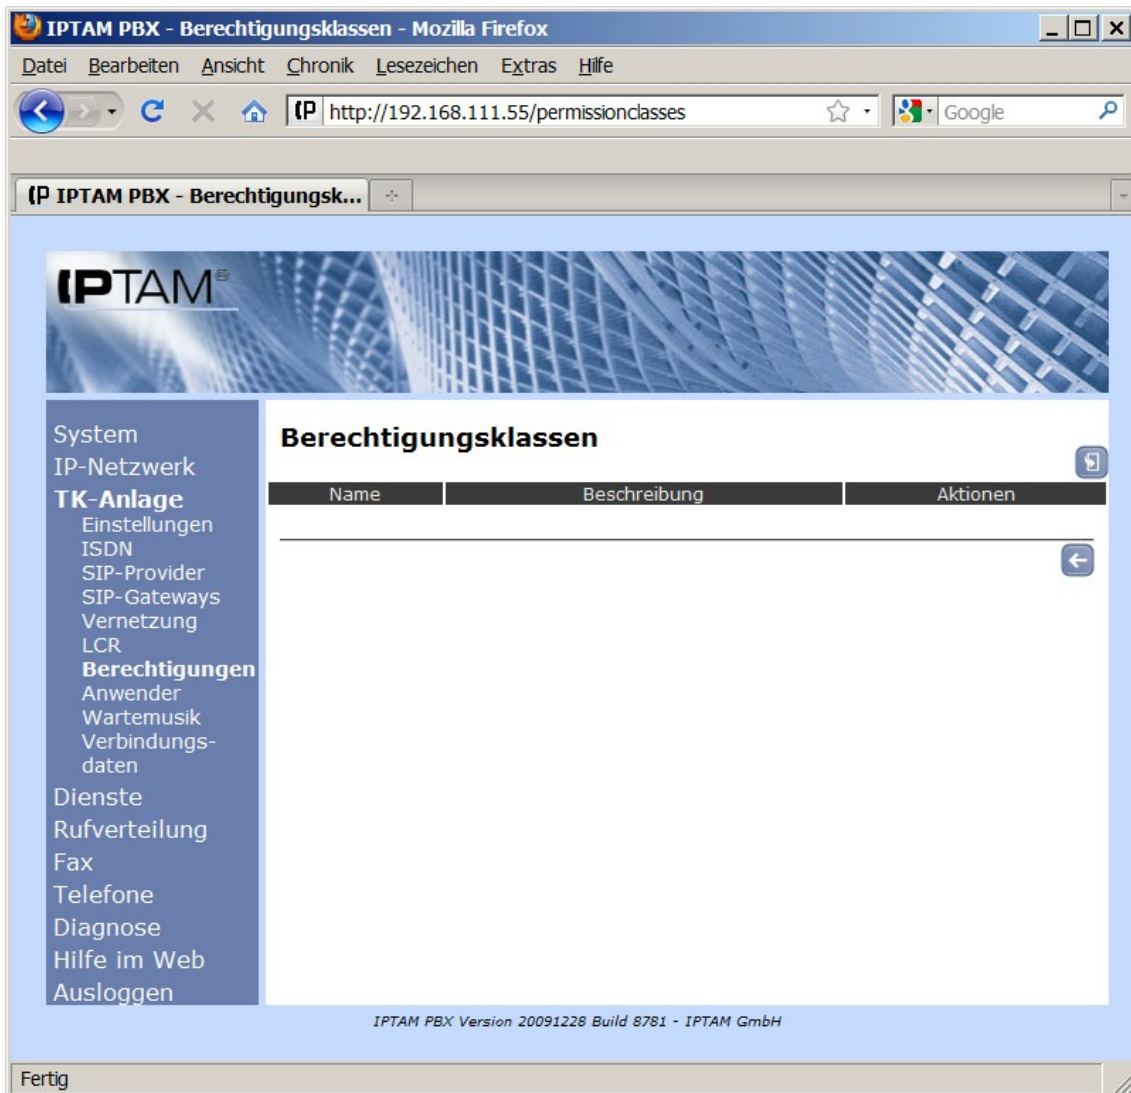 IPTAM PBX - Berechtigungsklassen - Mozilla Firefox
Datei Bearbeiten Ansicht Chronik Lesezeichen Extras Hilfe
(P http://192.168.111.55/permissionclasses Google
(P IPTAM PBX - Berechtigungsk...
IPTAM®
System
IP-Netzwerk
TK-Anlage
Einstellungen
ISDN
SIP-Provider
SIP-Gateways
Vernetzung
LCR
Berechtigungen
Anwender
Wartemusik
Verbindungs-
daten
Dienste
Rufverteilung
Fax
Telefone
Diagnose
Hilfe im Web
Ausloggen
Berechtigungsklassen
Name Beschreibung Aktionen
IPTAM PBX Version 20091228 Build 8781 - IPTAM GmbH
Fertig